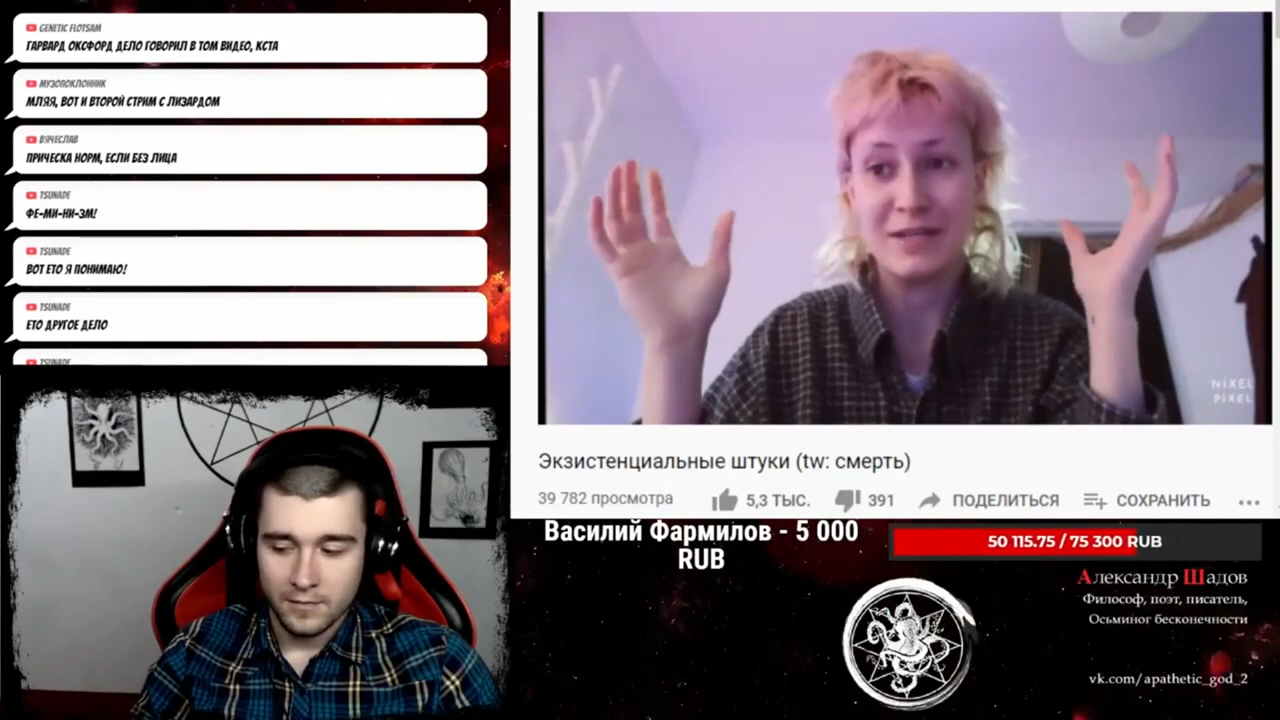 GENETIC FLOTSAM
ГАРВАРД ОКСФОРД ДЕЛО ГОВОРИЛ В ТОМ ВИДЕО, КСТА
МУЗОПОКЛОННИК
МЛЯЯ, ВОТ И ВТОРОЙ СТРИМ С ЛИЗАРДОМ
ВЯЧЕСЛАВ
ПРИЧЕСКА НОРМ, ЕСЛИ БЕЗ ЛИЦА
TSUNADE
ФЕ-МИ-НИ-ЗМ!
TSUNADE
ВОТ ЕТО Я ПОНИМАЮ!
TSUNADE
ЕТО ДРУГОЕ ДЕЛО
TSUNADE
NIXEL
PIXEL
Экзистенциальные штуки (tw: смерть)
39 782 просмотра
5,3 ТЫС.
391
ПОДЕЛИТЬСЯ
СОХРАНИТЬ
Василий Фармилов - 5 000
RUB
50 115.75 / 75 300 RUB
Александр Шадов
Философ, поэт, писатель,
Осьминог бесконечности
vk.com/apathetic_god_2